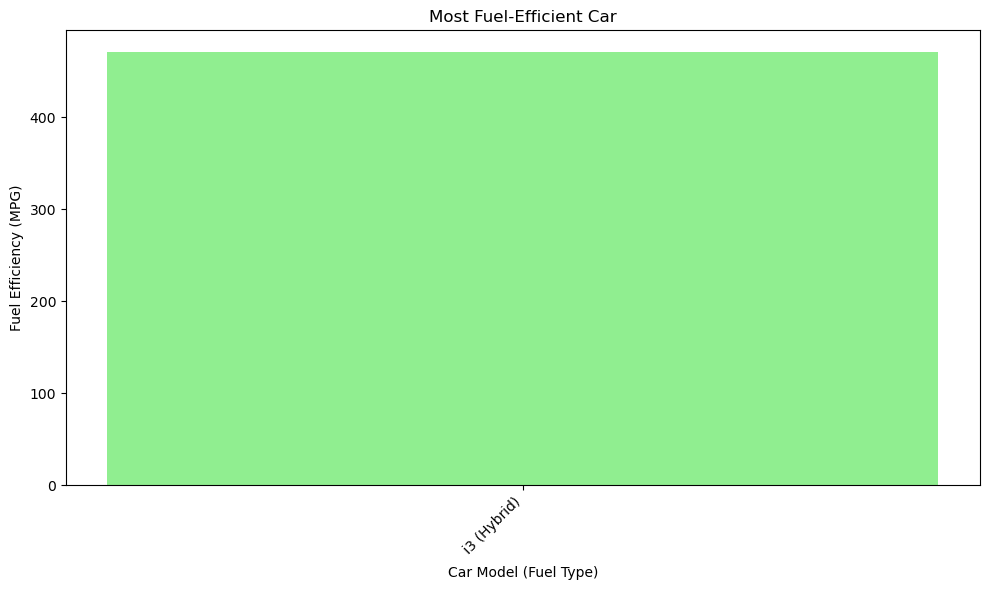 Most Fuel-Efficient Car
Fuel Efficiency (MPG)
400
300
200
100
0
i3 (Hybrid)
Car Model (Fuel Type)